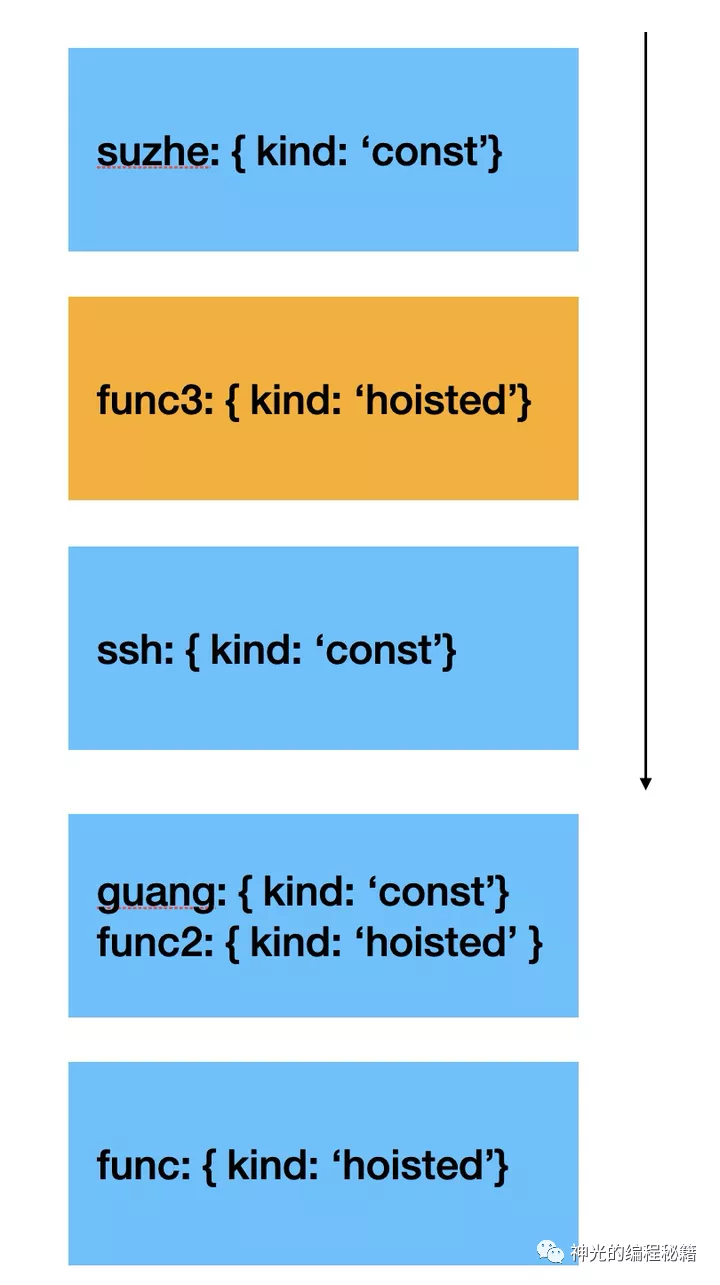 suzhe: { kind: ‘const’}
func3: { kind: ‘hoisted’}
ssh: { kind: ‘const’}
guang: { kind: ‘const’}
func2: { kind: ‘hoisted’ }
func: { kind: ‘hoisted’}
神光的编程秘籍